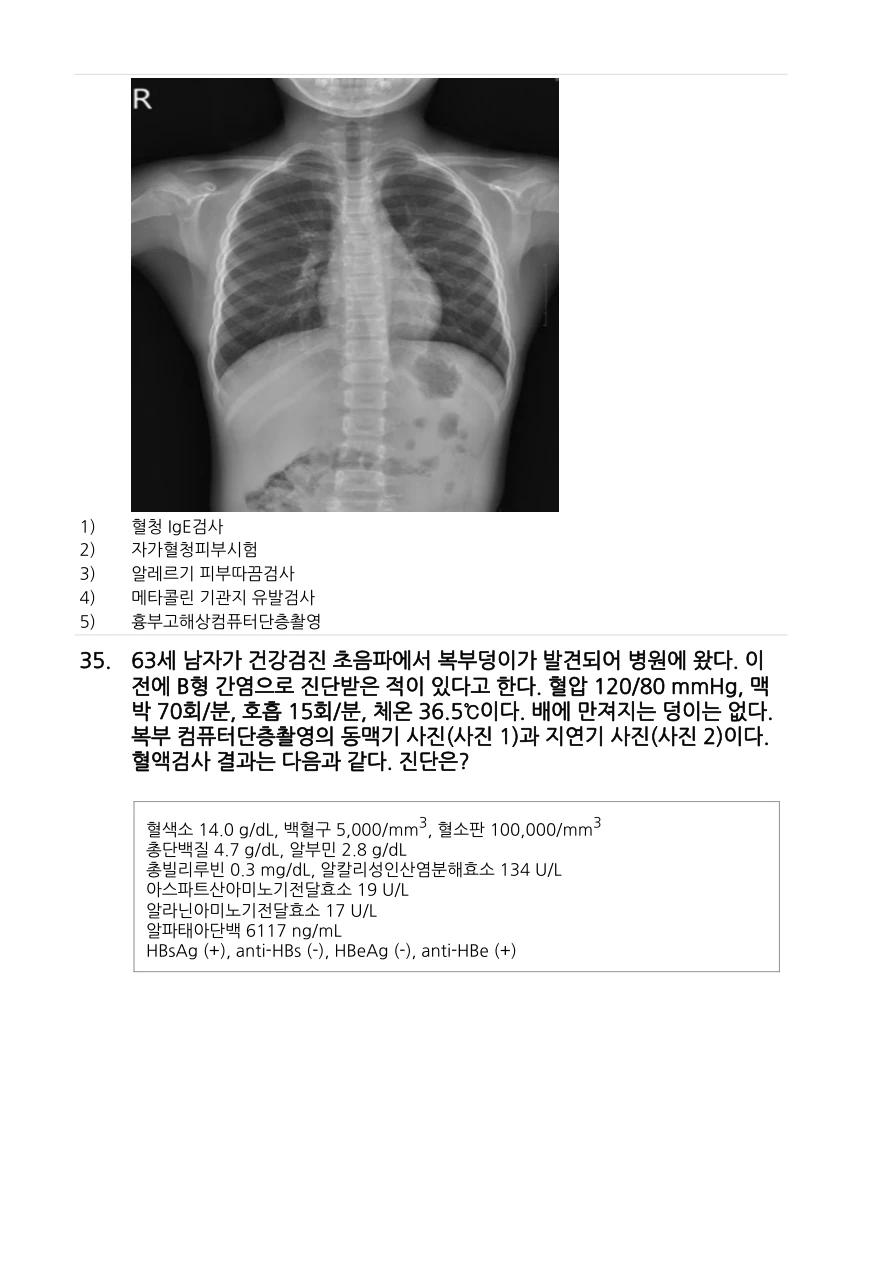 R
1) 혈청 IgE검사
2) 자가혈청피부시험
3) 알레르기 피부따끔검사
4) 메타콜린 기관지 유발검사
5) 흉부고해상컴퓨터단층촬영
35. 63세 남자가 건강검진 초음파에서 복부덩이가 발견되어 병원에 왔다. 이
전에 B형 간염으로 진단받은 적이 있다고 한다. 혈압 120/80 mmHg, 맥
박 70회/분, 호흡 15회/분, 체온 36.5℃이다. 배에 만져지는 덩이는 없다.
복부 컴퓨터단층촬영의 동맥기 사진(사진 1)과 지연기 사진(사진 2)이다.
혈액검사 결과는 다음과 같다. 진단은?
혈색소 14.0 g/dL, 백혈구 5,000/mm³, 혈소판 100,000/mm³
총단백질 4.7 g/dL, 알부민 2.8 g/dL
총빌리루빈 0.3 mg/dL, 알칼리성인산염분해효소 134 U/L
아스파트산아미노기전달효소 19 U/L
알라닌아미노기전달효소 17 U/L
알파태아단백 6117 ng/mL
HBsAg (+), anti-HBs (-), HBeAg (-), anti-HBe (+)